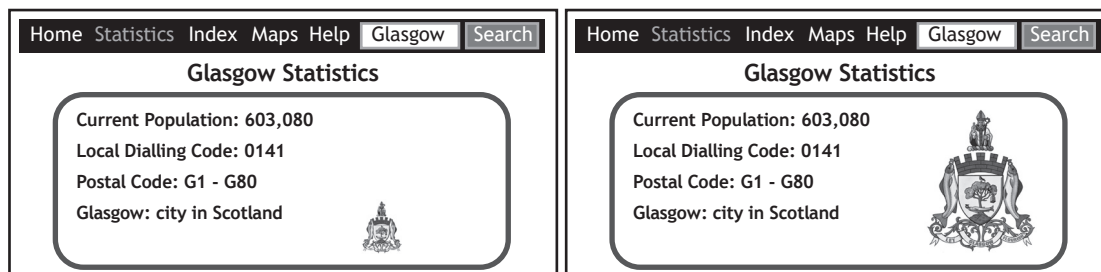 Home Statistics Index Maps Help Glasgow Search
Glasgow Statistics
Current Population: 603,080
Local Dialling Code: 0141
Postal Code: G1 - G80
Glasgow: city in Scotland
Home Statistics Index Maps Help Glasgow Search
Glasgow Statistics
Current Population: 603,080
Local Dialling Code: 0141
Postal Code: G1 - G80
Glasgow: city in Scotland